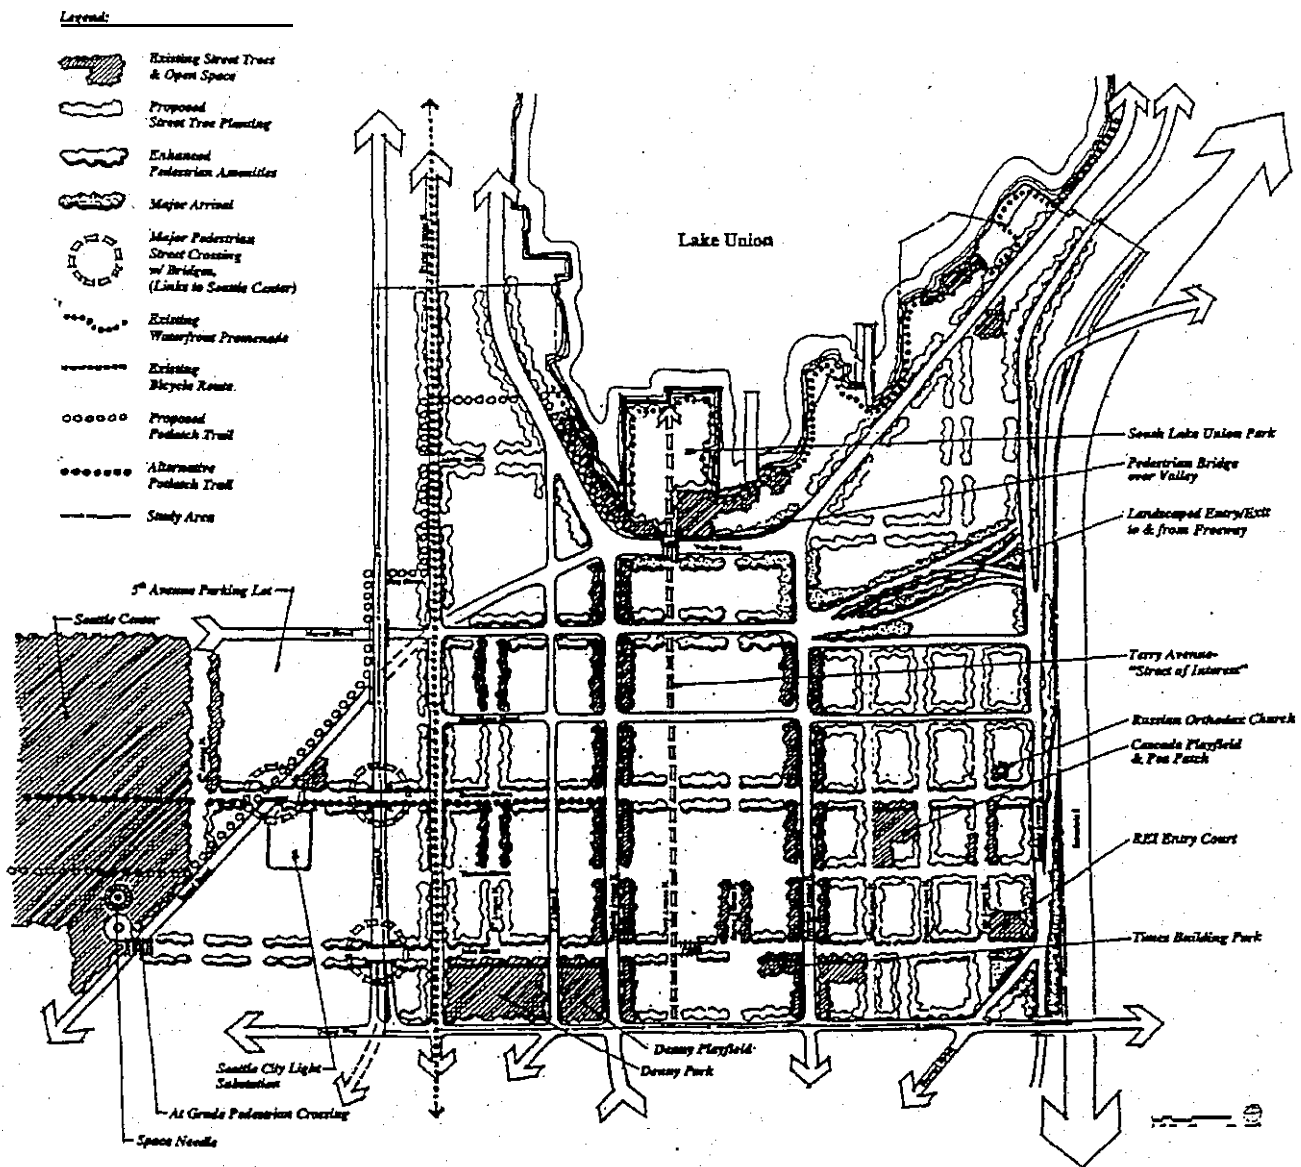 Legend:
Existing Street Trees
& Open Space
Proposed
Street Tree Planting
Enhanced
Pedestrian Amenities
Major Arrival
Major Pedestrian
Street Crossing
w/ Bridges,
(Links to Seattle Center)
Existing
Waterfront Promenade
Existing
Bicycle Route.
Proposed
Potlatch Trail
Alternative
Potlatch Trail
Study Area
Lake Union
South Lake Union Park
Pedestrian Bridge
over Valley
Landscaped Entry/Exit
to & from Freeway
Valley Street
5th Avenue Parking Lot
Seattle Center
Terry Avenue-
"Street of Interest"
Russian Orthodox Church
Cascade Playfield
& Pea Patch
REI Entry Court
Times Building Park
Denny Playfield
Denny Park
Seattle City Light
Substation
At Grade Pedestrian Crossing
Space Needle